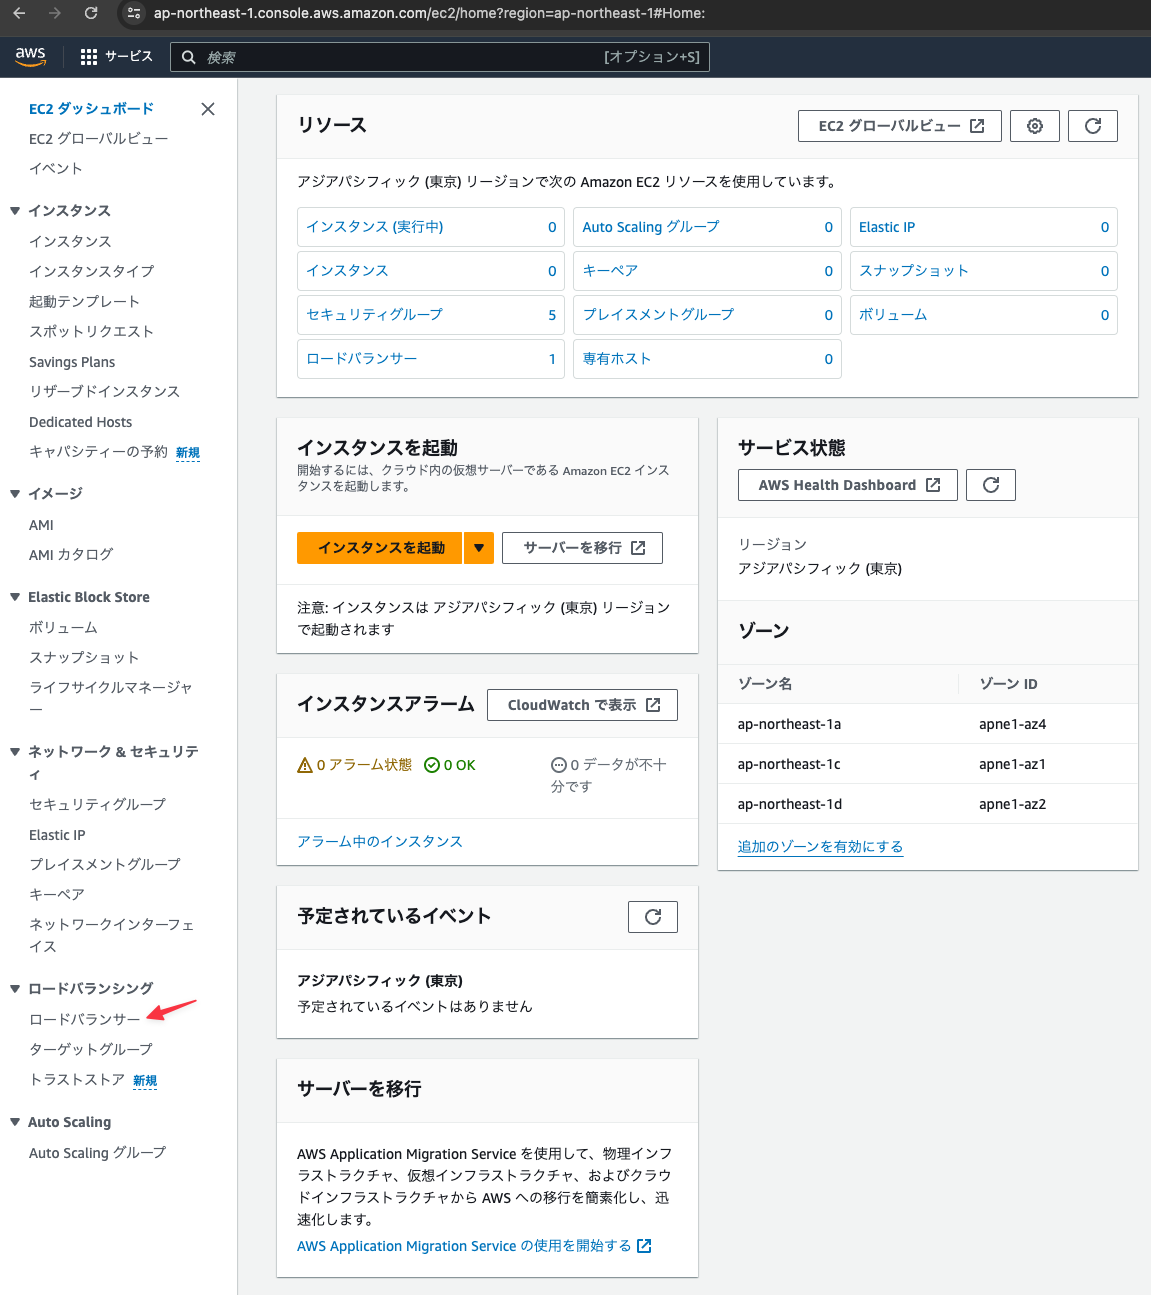 ap-northeast-1.console.aws.amazon.com/ec2/home?region=ap-northeast-1#Home:
aws
サービス
検索
[オプション+S]
EC2 ダッシュボード
EC2 グローバルビュー
イベント
インスタンス
インスタンス
インスタンスタイプ
起動テンプレート
スポットリクエスト
Savings Plans
リザーブドインスタンス
Dedicated Hosts
キャパシティーの予約 新規
イメージ
AMI
AMI カタログ
Elastic Block Store
ボリューム
スナップショット
ライフサイクルマネージャ
ー
ネットワーク & セキュリテ
ィ
セキュリティグループ
Elastic IP
プレイスメントグループ
キーペア
ネットワークインターフェ
イス
ロードバランシング
ロードバランサー
ターゲットグループ
トラストストア 新規
Auto Scaling
Auto Scaling グループ
リソース
EC2 グローバルビュー
アジアパシフィック (東京) リージョンで次の Amazon EC2 リソースを使用しています。
インスタンス (実行中) 0
Auto Scaling グループ 0
Elastic IP 0
インスタンス 0
キーペア 0
スナップショット 0
セキュリティグループ 5
プレイスメントグループ 0
ボリューム 0
ロードバランサー 1
専有ホスト 0
インスタンスを起動
開始するには、クラウド内の仮想サーバーである Amazon EC2 インス
タンスを起動します。
インスタンスを起動
サーバーを移行
注意: インスタンスは アジアパシフィック (東京) リージョン
で起動されます
インスタンスアラーム
CloudWatch で表示
0 アラーム状態
0 OK
0 データが不十
分です
アラーム中のインスタンス
予定されているイベント
アジアパシフィック (東京)
予定されているイベントはありません
サーバーを移行
AWS Application Migration Service を使用して、物理インフ
ラストラクチャ、仮想インフラストラクチャ、およびクラウ
ドインフラストラクチャから AWS への移行を簡素化し、迅
速化します。
AWS Application Migration Service の使用を開始する
サービス状態
AWS Health Dashboard
リージョン
アジアパシフィック (東京)
ゾーン
ゾーン名 ゾーン ID
ap-northeast-1a apne1-az4
ap-northeast-1c apne1-az1
ap-northeast-1d apne1-az2
追加のゾーンを有効にする